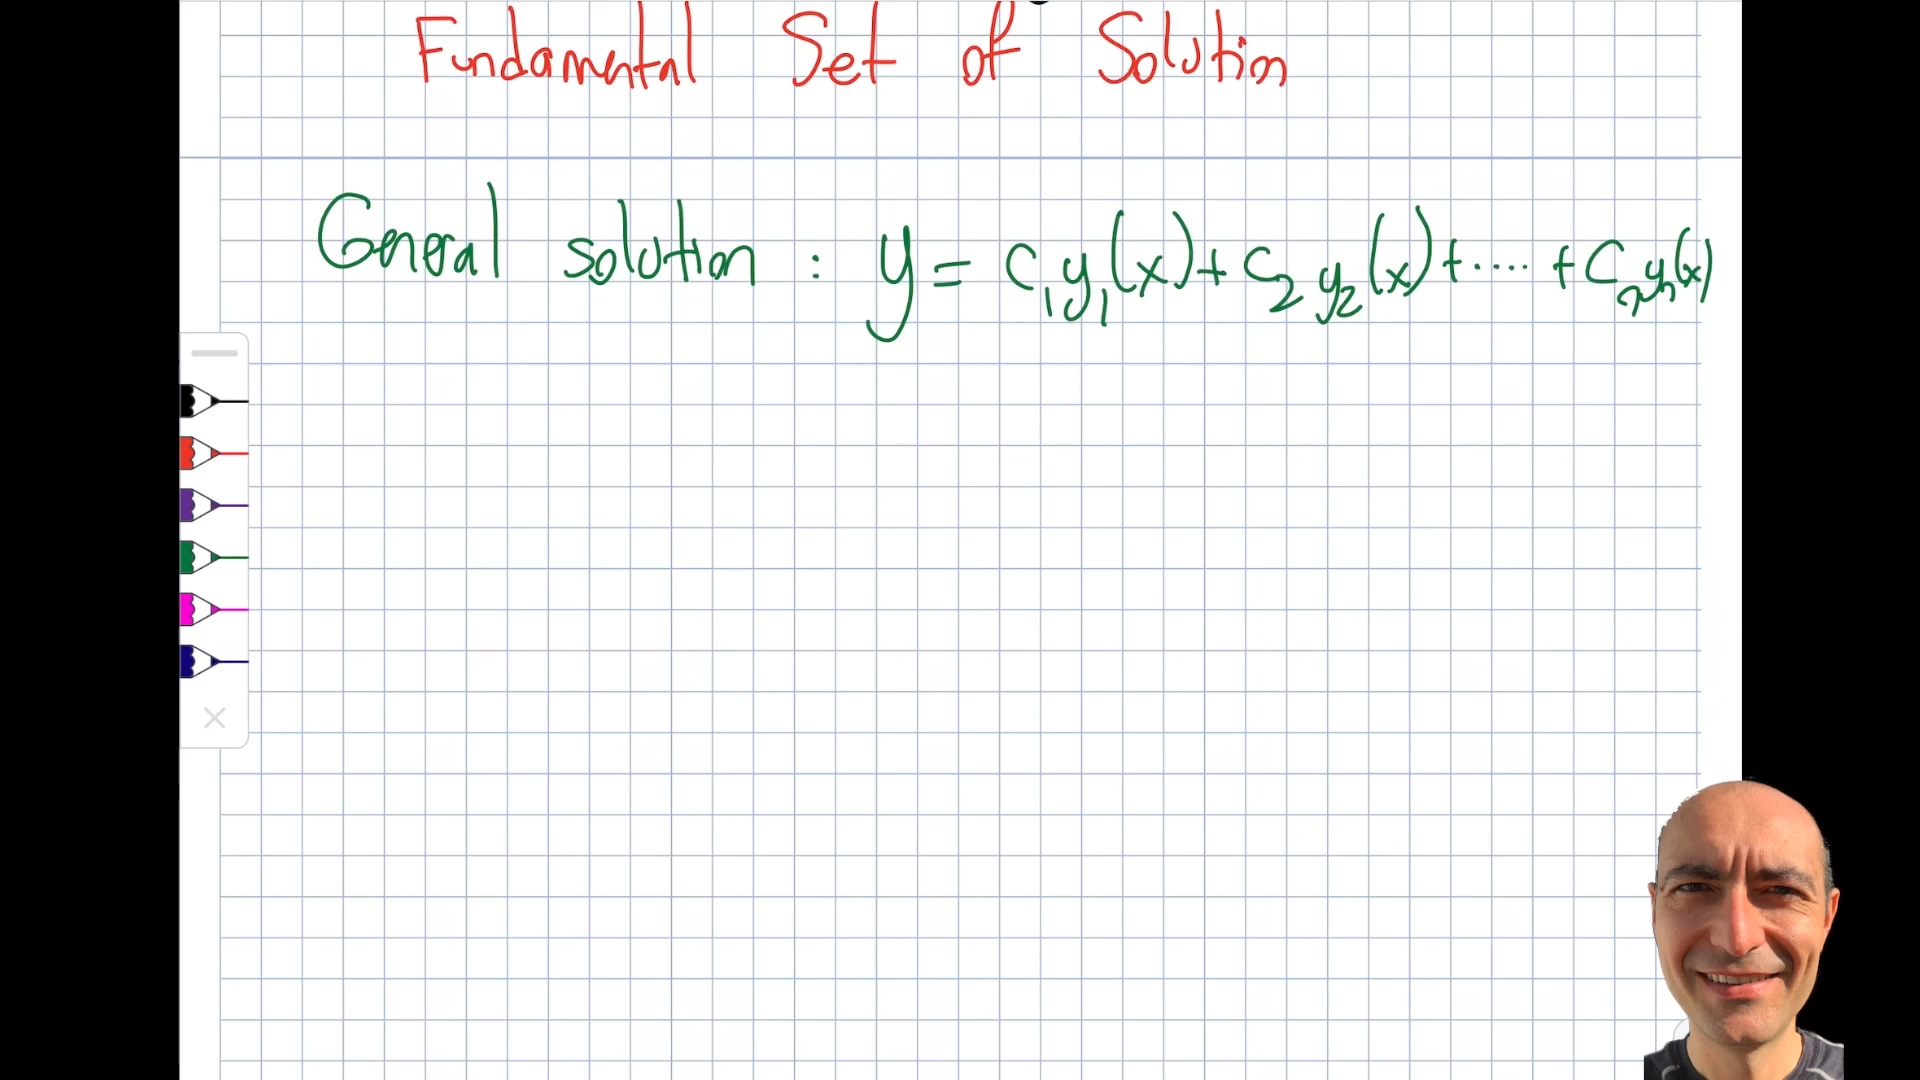 Fundamental Set of Solution
General solution : y = c₁y₁(x) + c₂y₂(x) + .... + cₙyₙ(x)